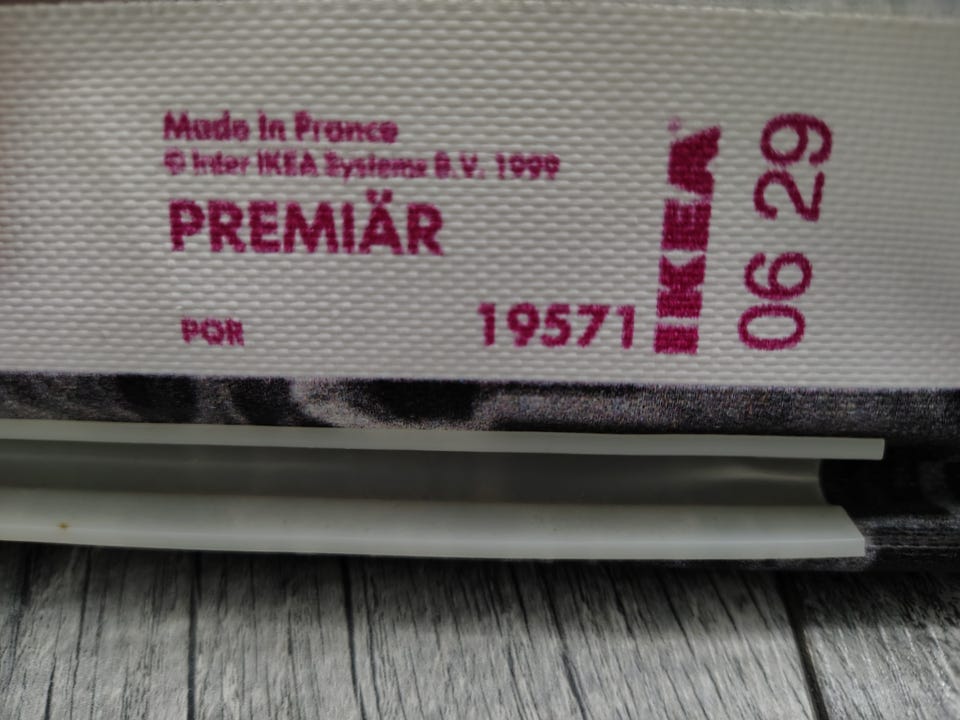 Made in France
© Inter IKEA Systems B.V. 1999
PREMIÄR
POR
19571
IKEA®
06 29